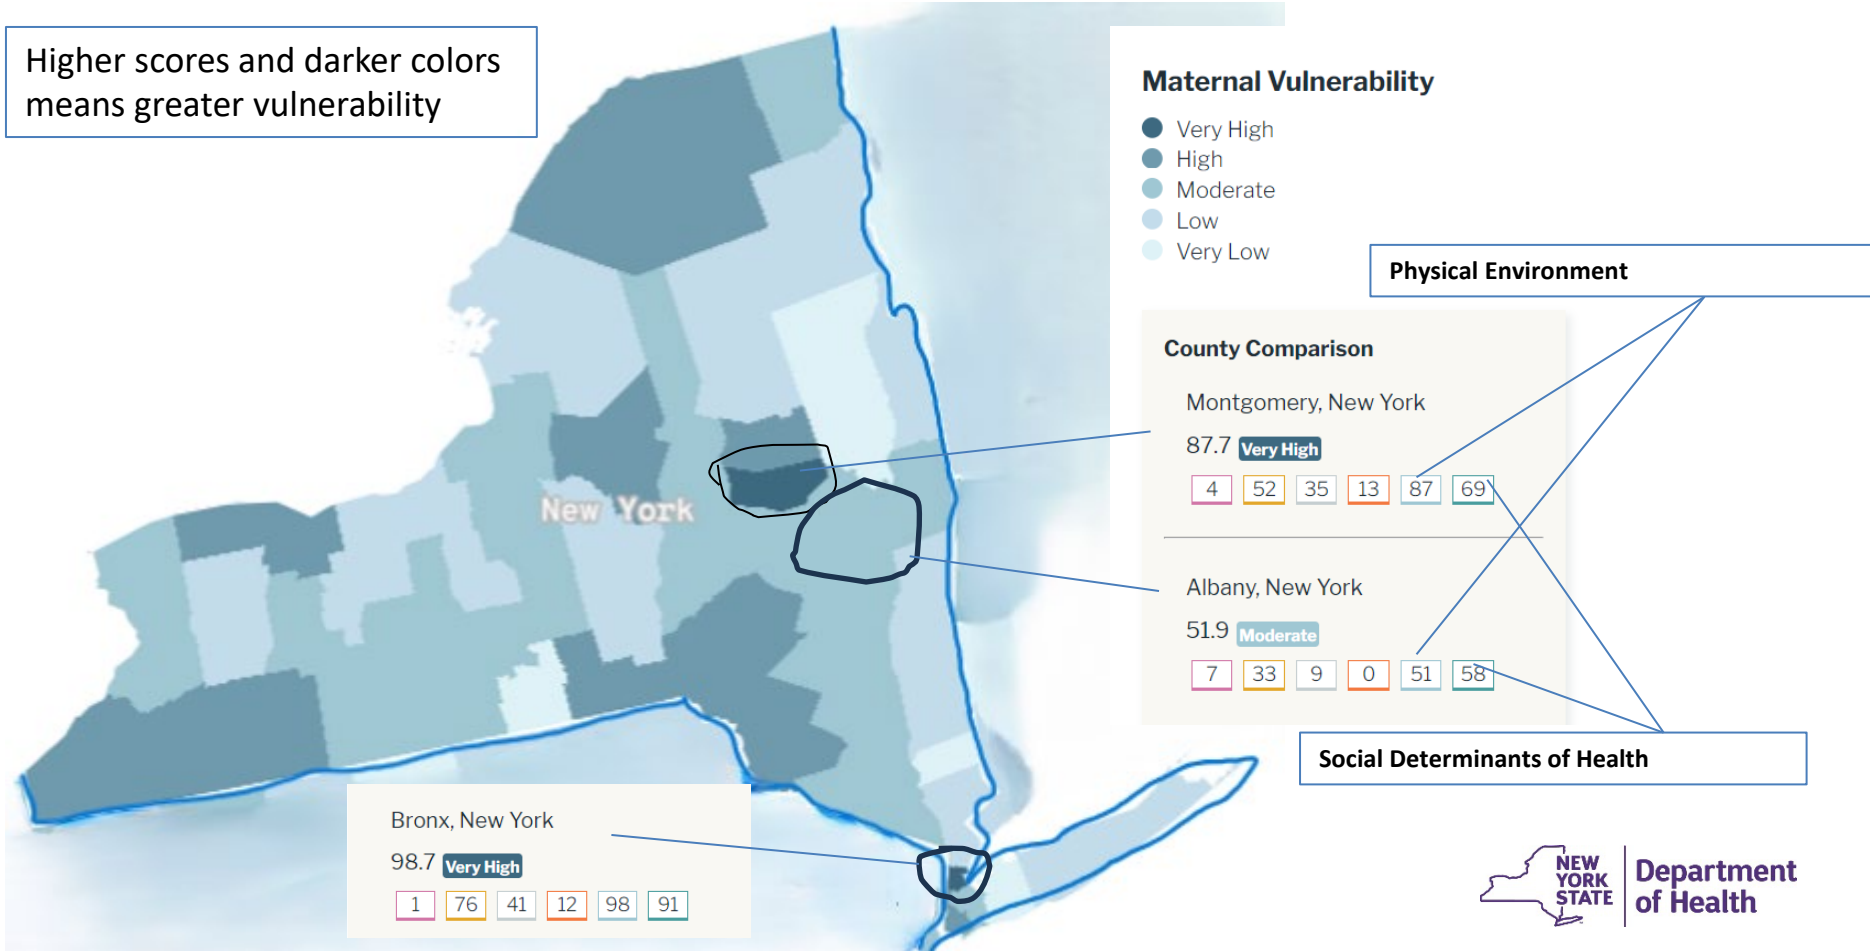 Higher scores and darker colors
means greater vulnerability
Maternal Vulnerability
Very High
High
Moderate
Low
Very Low
Physical Environment
County Comparison
Montgomery, New York
87.7 Very High
4 52 35 13 87 69
New York
Albany, New York
51.9 Moderate
7 33 9 0 51 58
Social Determinants of Health
Bronx, New York
98.7 Very High
1 76 41 12 98 91
NEW
YORK
STATE
Department
of Health